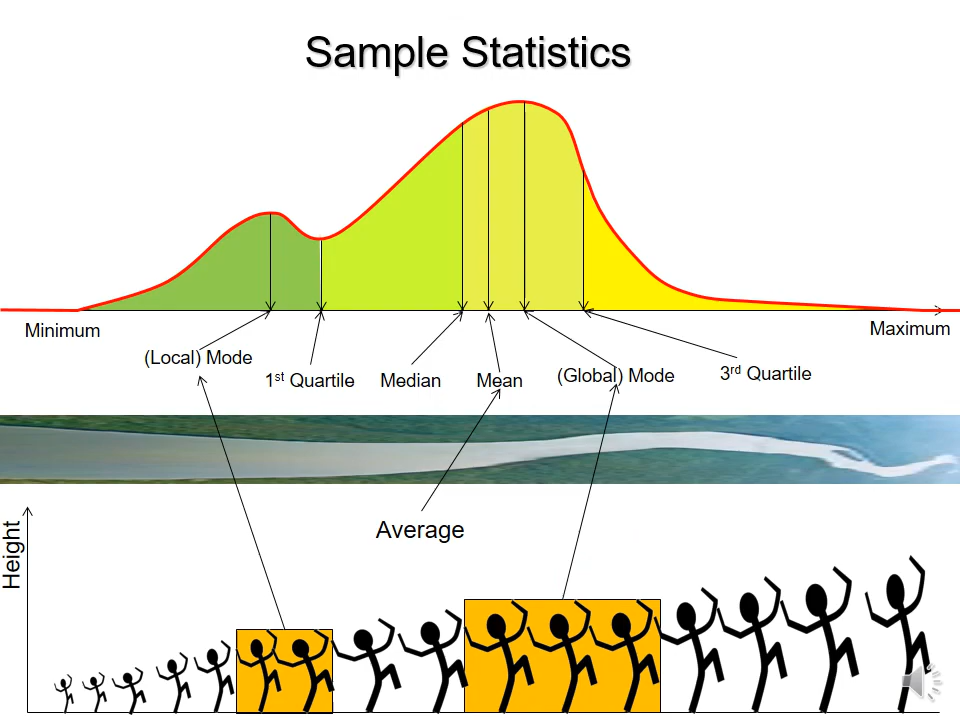 Sample Statistics
Minimum
Maximum
(Local) Mode
1st Quartile
Median
Mean
(Global) Mode
3rd Quartile
Average
Height